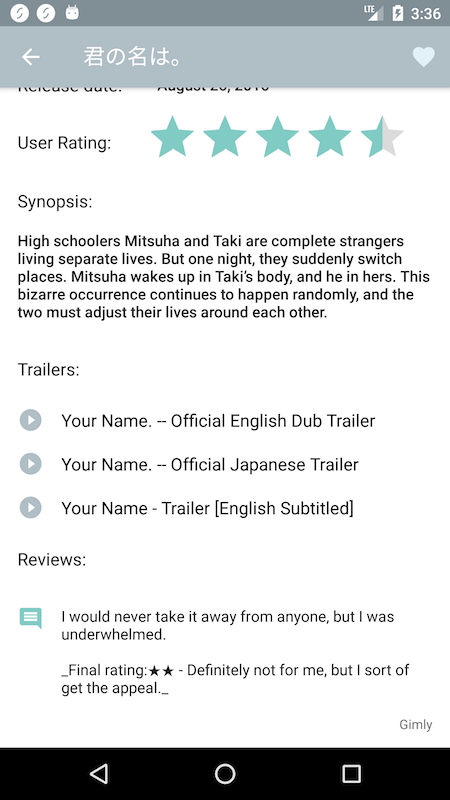 LTE 3:36
君の名は。
User Rating:
Synopsis:
High schoolers Mitsuha and Taki are complete strangers
living separate lives. But one night, they suddenly switch
places. Mitsuha wakes up in Taki's body, and he in hers. This
bizarre occurrence continues to happen randomly, and the
two must adjust their lives around each other.
Trailers:
Your Name. -- Official English Dub Trailer
Your Name. -- Official Japanese Trailer
Your Name - Trailer [English Subtitled]
Reviews:
I would never take it away from anyone, but I was
underwhelmed.
_Final rating:★★ - Definitely not for me, but I sort of
get the appeal._
Gimly